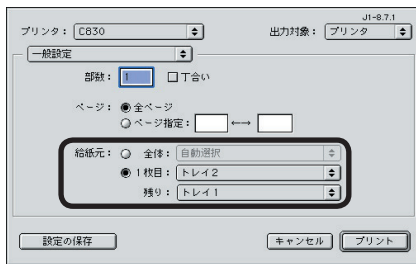 J1-8.7.1
プリンタ： C830 出力対象： プリンタ
一般設定
部数： 1 丁合い
ページ： 全ページ
ページ指定： ←→
給紙元： 全体： 自動選択
1枚目： トレイ2
残り： トレイ1
設定の保存 キャンセル プリント